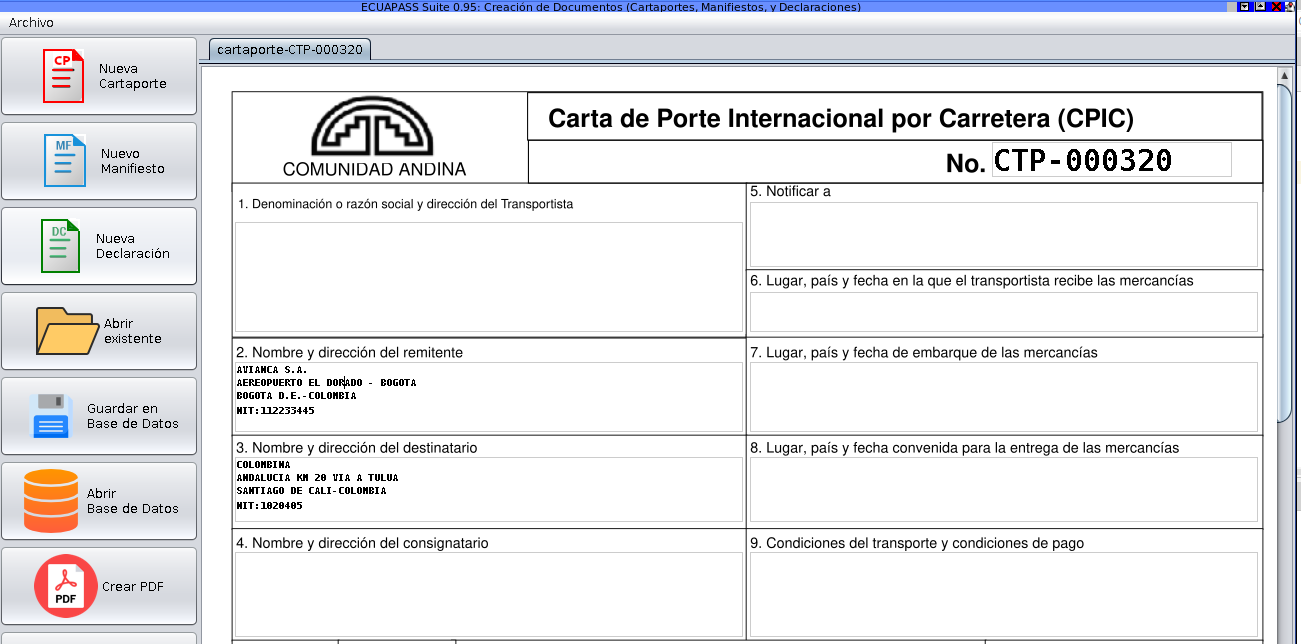 ECUAPASS Suite 0.95: Creación de Documentos (Cartaportes, Manifiestos, y Declaraciones)
Archivo
CP
Nueva
Cartaporte
MF
Nuevo
Manifiesto
DC
Nueva
Declaración
Abrir
existente
Guardar en
Base de Datos
Abrir
Base de Datos
PDF
Crear PDF
cartaporte-CTP-000320
COMUNIDAD ANDINA
Carta de Porte Internacional por Carretera (CPIC)
No. CTP-000320
1. Denominación o razón social y dirección del Transportista
5. Notificar a
6. Lugar, país y fecha en la que el transportista recibe las mercancías
2. Nombre y dirección del remitente
AVIANCA S.A.
AEREOPUERTO EL DORADO - BOGOTA
BOGOTA D.E.-COLOMBIA
NIT:112233445
7. Lugar, país y fecha de embarque de las mercancías
3. Nombre y dirección del destinatario
COLOMBINA
ANDALUCIA KM 20 VIA A TULUA
SANTIAGO DE CALI-COLOMBIA
NIT:1020405
8. Lugar, país y fecha convenida para la entrega de las mercancías
4. Nombre y dirección del consignatario
9. Condiciones del transporte y condiciones de pago